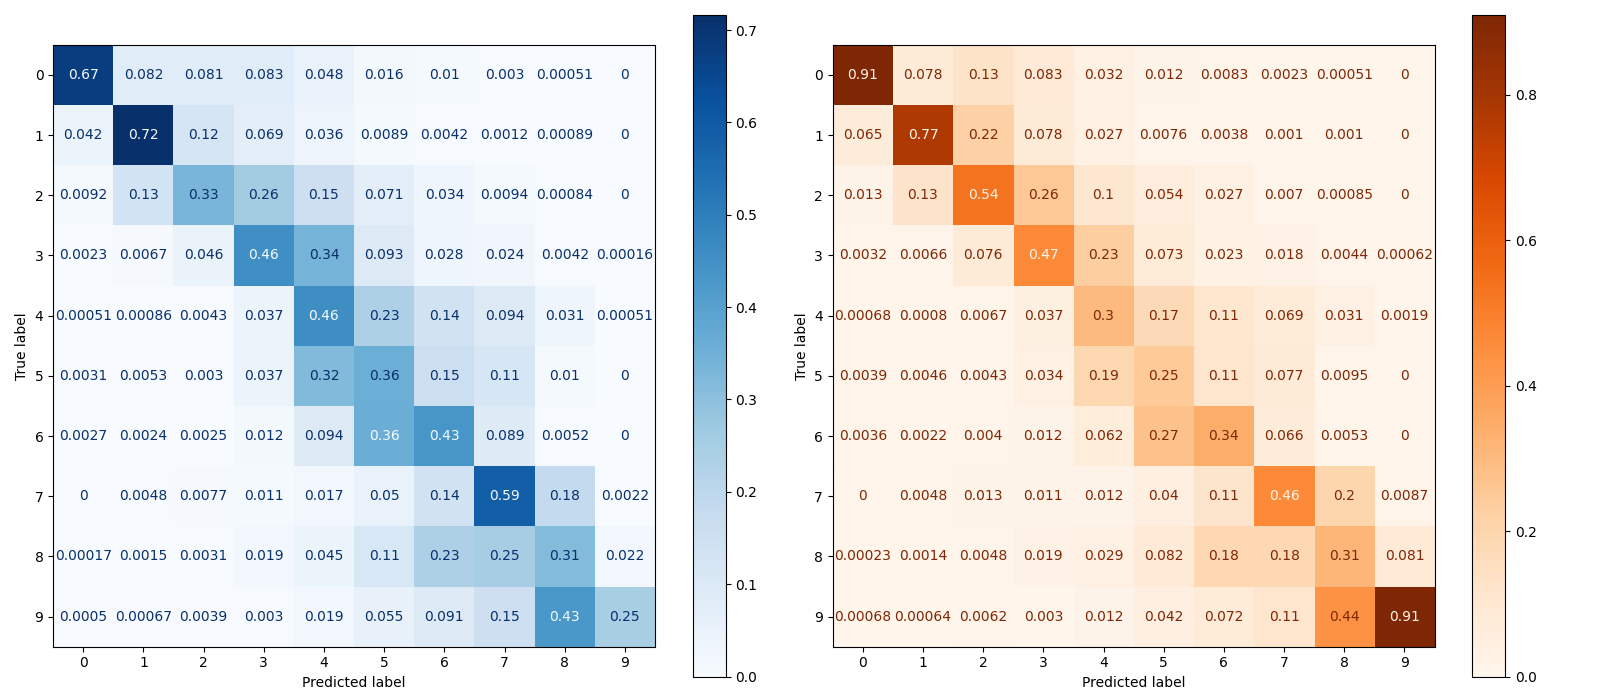 0 0.67 0.082 0.081 0.083 0.048 0.016 0.01 0.003 0.00051 0
1 0.042 0.72 0.12 0.069 0.036 0.0089 0.0042 0.0012 0.00089 0
2 0.0092 0.13 0.33 0.26 0.15 0.071 0.034 0.0094 0.00084 0
3 0.0023 0.0067 0.046 0.46 0.34 0.093 0.028 0.024 0.0042 0.00016
4 0.00051 0.00086 0.0043 0.037 0.46 0.23 0.14 0.094 0.031 0.00051
5 0.0031 0.0053 0.003 0.037 0.32 0.36 0.15 0.11 0.01 0
6 0.0027 0.0024 0.0025 0.012 0.094 0.36 0.43 0.089 0.0052 0
7 0 0.0048 0.0077 0.011 0.017 0.05 0.14 0.59 0.18 0.0022
8 0.00017 0.0015 0.0031 0.019 0.045 0.11 0.23 0.25 0.31 0.022
9 0.0005 0.00067 0.0039 0.003 0.019 0.055 0.091 0.15 0.43 0.25
0 1 2 3 4 5 6 7 8 9
Predicted label
True label
0.7
0.6
0.5
0.4
0.3
0.2
0.1
0.0
0 0.91 0.078 0.13 0.083 0.032 0.012 0.0083 0.0023 0.00051 0
1 0.065 0.77 0.22 0.078 0.027 0.0076 0.0038 0.001 0.001 0
2 0.013 0.13 0.54 0.26 0.1 0.054 0.027 0.007 0.00085 0
3 0.0032 0.0066 0.076 0.47 0.23 0.073 0.023 0.018 0.0044 0.00062
4 0.00068 0.0008 0.0067 0.037 0.3 0.17 0.11 0.069 0.031 0.0019
5 0.0039 0.0046 0.0043 0.034 0.19 0.25 0.11 0.077 0.0095 0
6 0.0036 0.0022 0.004 0.012 0.062 0.27 0.34 0.066 0.0053 0
7 0 0.0048 0.013 0.011 0.012 0.04 0.11 0.46 0.2 0.0087
8 0.00023 0.0014 0.0048 0.019 0.029 0.082 0.18 0.18 0.31 0.081
9 0.00068 0.00064 0.0062 0.003 0.012 0.042 0.072 0.11 0.44 0.91
0 1 2 3 4 5 6 7 8 9
Predicted label
True label
0.8
0.6
0.4
0.2
0.0